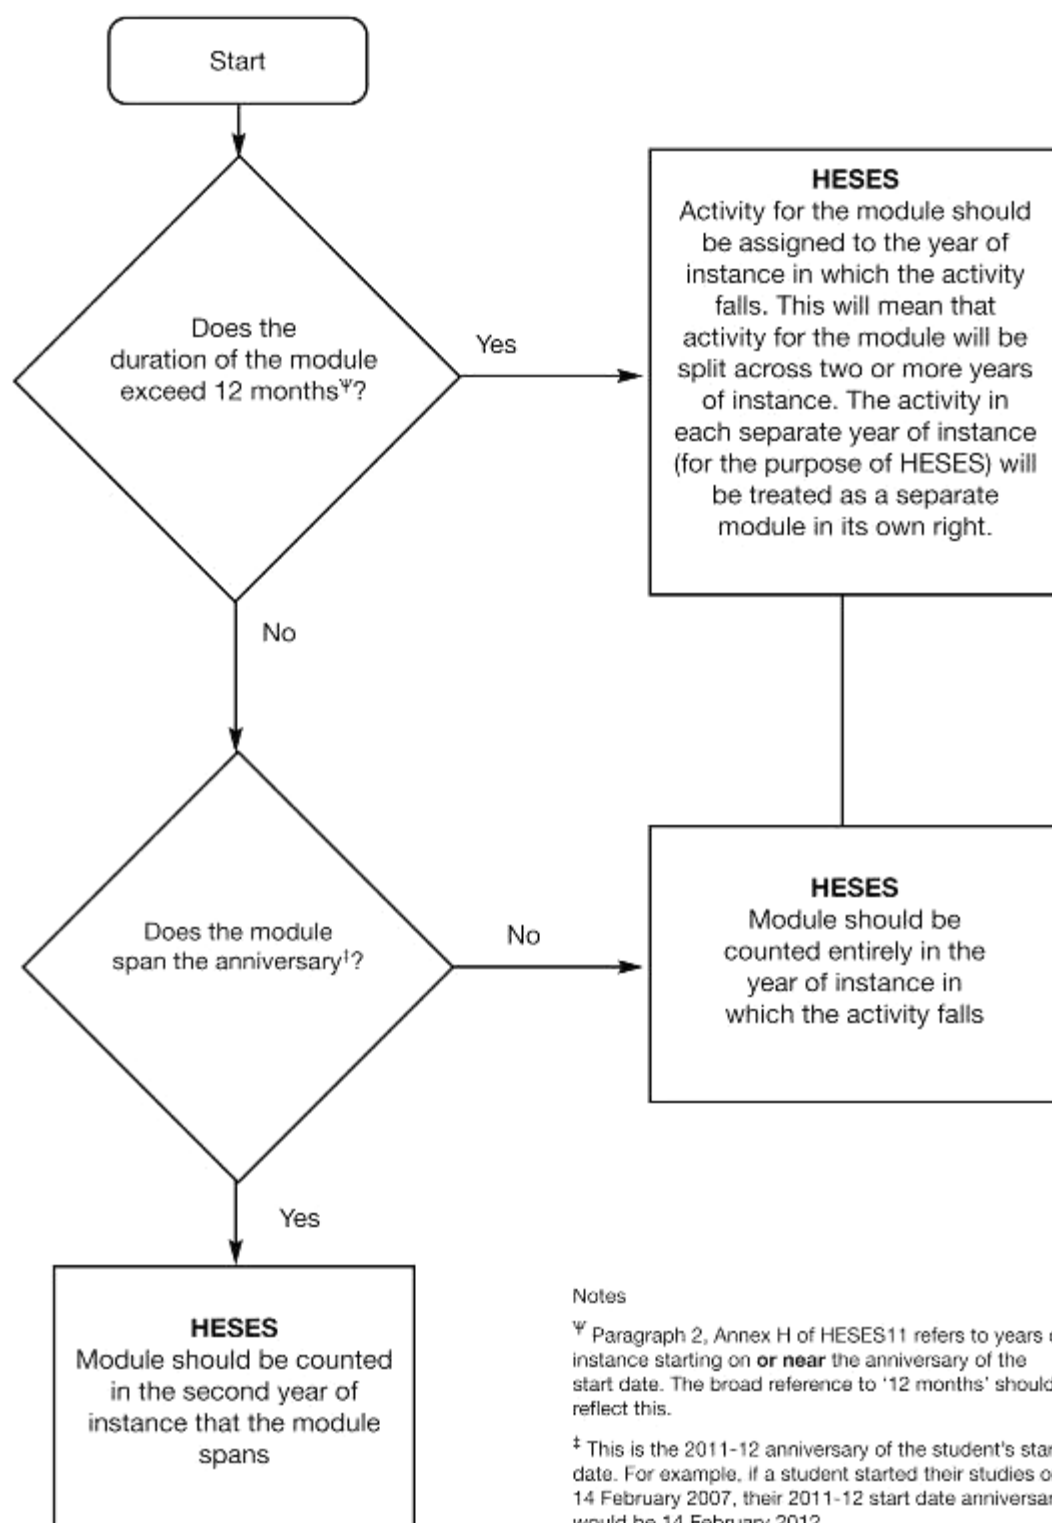 Start
Does the
duration of the module
exceed 12 monthsΨ?
Yes
HESES
Activity for the module should
be assigned to the year of
instance in which the activity
falls. This will mean that
activity for the module will be
split across two or more years
of instance. The activity in
each separate year of instance
(for the purpose of HESES) will
be treated as a separate
module in its own right.
No
Does the module
span the anniversary‡?
No
HESES
Module should be
counted entirely in the
year of instance in
which the activity falls
Yes
HESES
Module should be counted
in the second year of
instance that the module
spans
Notes
Ψ Paragraph 2, Annex H of HESES11 refers to years
instance starting on or near the anniversary of the
start date. The broad reference to ‘12 months’ should
reflect this.
‡ This is the 2011-12 anniversary of the student's
date. For example, if a student started their studies
14 February 2007, their 2011-12 start date
would be 14 February 2012